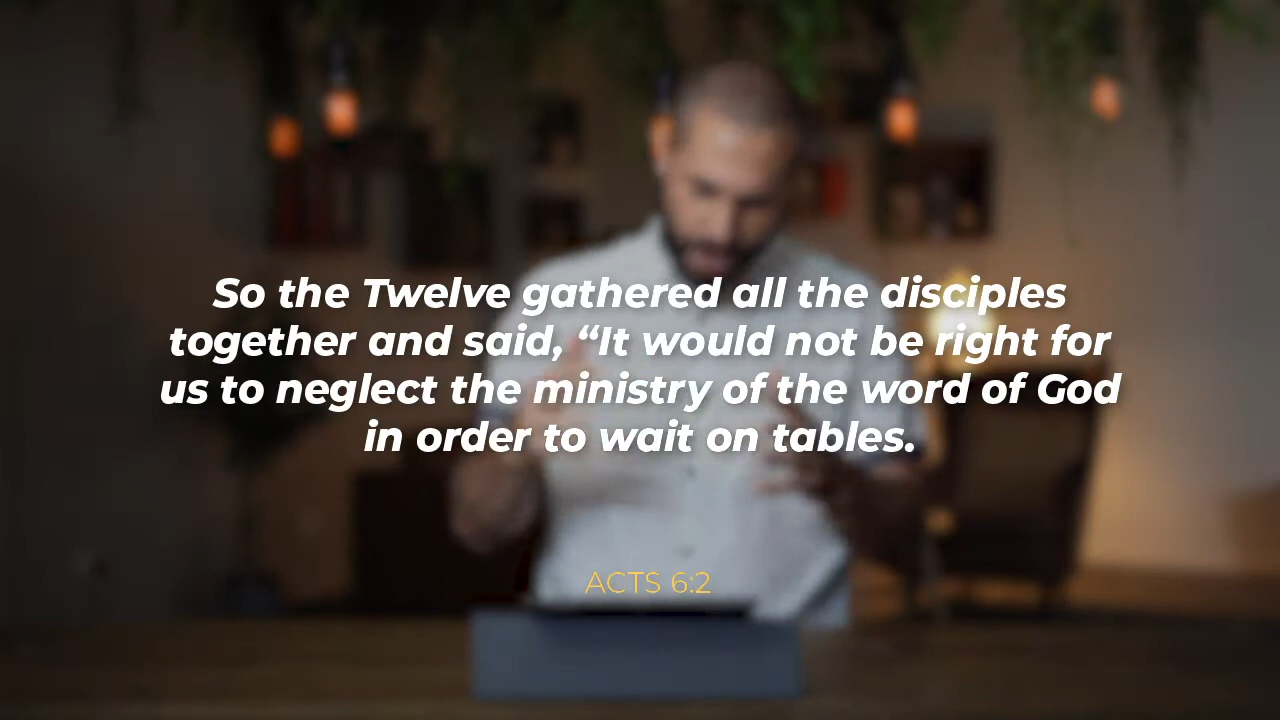 So the Twelve gathered all the disciples
together and said, “It would not be right for
us to neglect the ministry of the word of God
in order to wait on tables.
ACTS 6:2